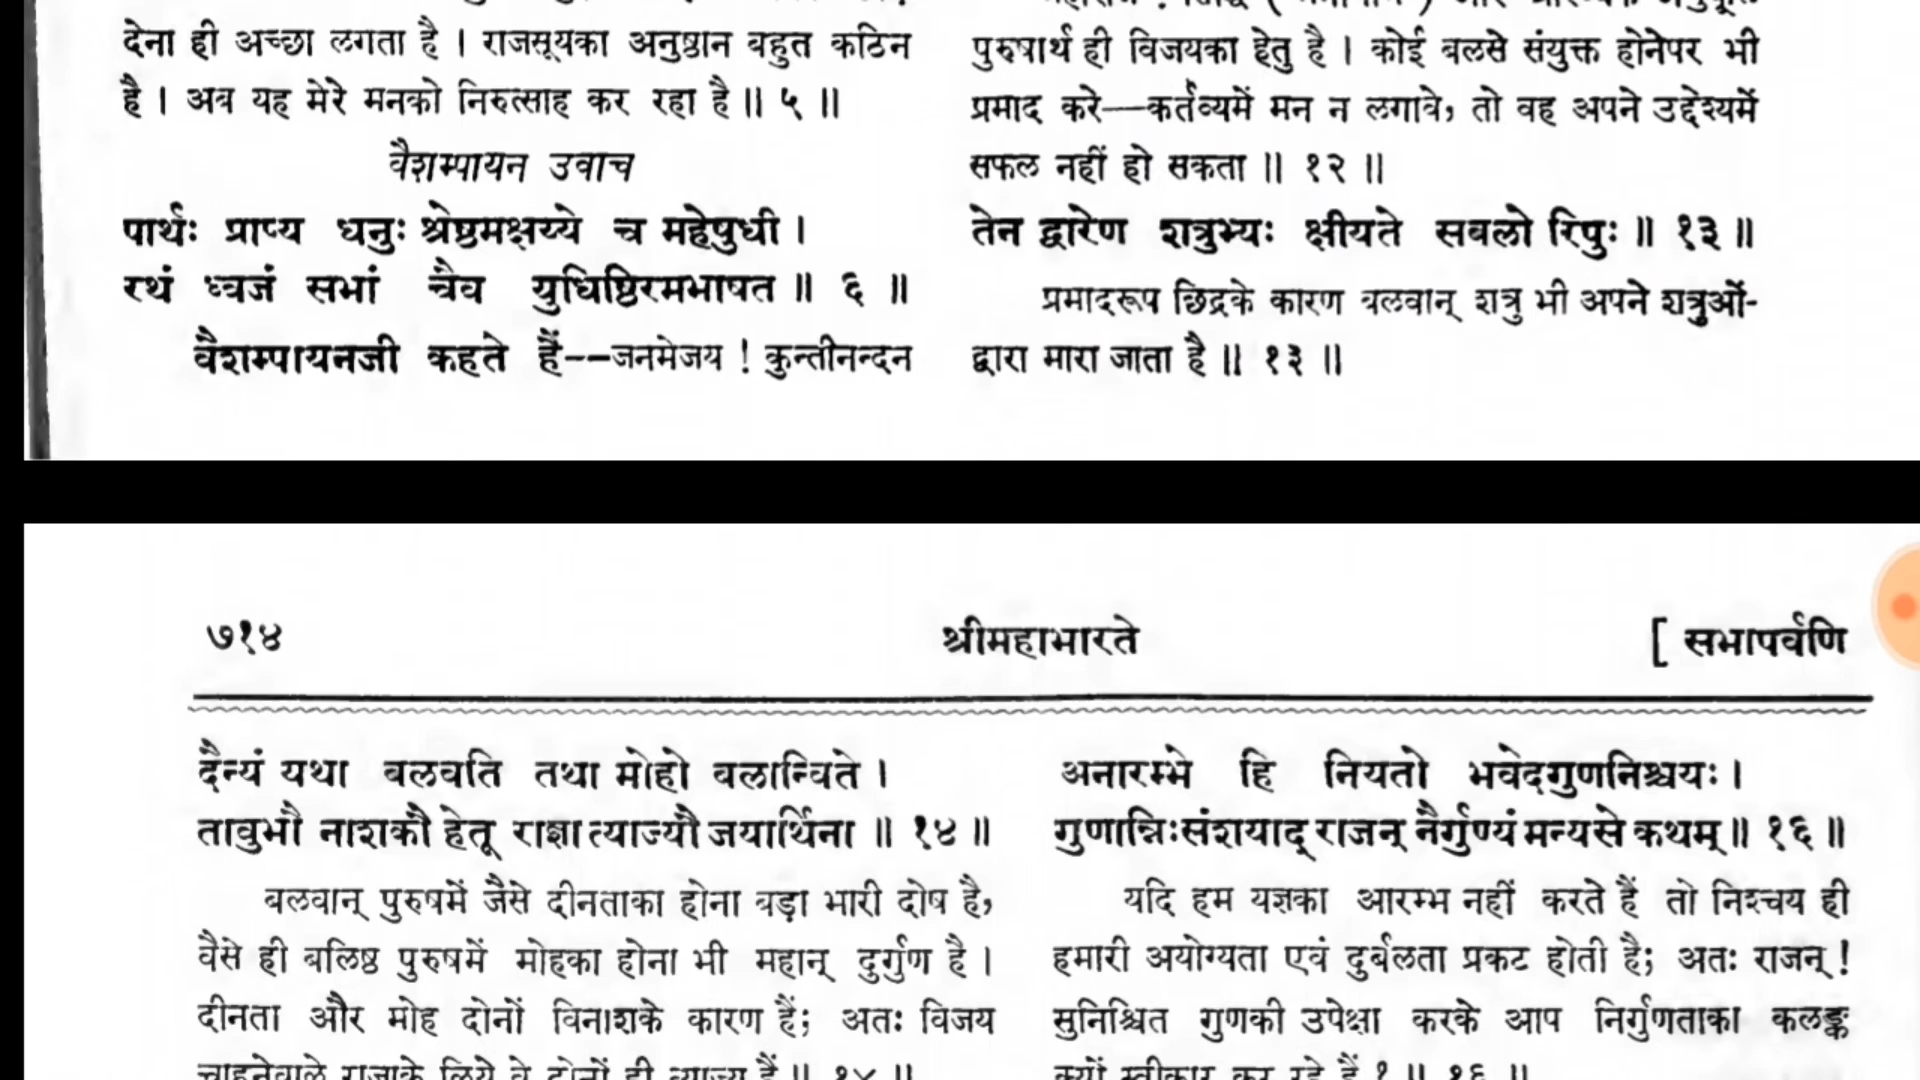 देना ही अच्छा लगता है । राजसूयका अनुष्ठान बहुत कठिन
है । अब यह मेरे मनको निरुत्साह कर रहा है ॥ ५ ॥
वैशम्पायन उवाच
पार्थः प्राप्य धनुः श्रेष्ठमक्षय्ये च महेषुधी ।
रथं ध्वजं सभां चैव युधिष्ठिरमभाषत ॥ ६ ॥
वैशम्पायनजी कहते हैं--जनमेजय ! कुन्तीनन्दन
पुरुषार्थ ही विजयका हेतु है । कोई बलसे संयुक्त होनेपर भी
प्रमाद करे—कर्तव्यमें मन न लगावे, तो वह अपने उद्देश्यमें
सफल नहीं हो सकता ॥ १२ ॥
तेन द्वारेण शत्रुभ्यः क्षीयते सबलो रिपुः ॥ १३ ॥
प्रमादरूप छिद्रके कारण बलवान् शत्रु भी अपने शत्रुओं-
द्वारा मारा जाता है ॥ १३ ॥
७१४ श्रीमहाभारते [ सभापर्वणि
दैन्यं यथा बलवति तथा मोहो बलान्विते ।
तावुभौ नाशकौ हेतू राज्ञा त्याज्यौ जयार्थिना ॥ १४ ॥
बलवान् पुरुषमें जैसे दीनताका होना बड़ा भारी दोष है,
वैसे ही बलिष्ठ पुरुषमें मोहका होना भी महान् दुर्गुण है ।
दीनता और मोह दोनों विनाशके कारण हैं; अतः विजय
चाहनेवाले राजाके लिये वे दोनों ही त्याज्य हैं ॥ १४ ॥
अनारम्भे हि नियतो भवेदगुणनिश्चयः ।
गुणान्निःसंशयाद् राजन् नैर्गुण्यं मन्यसे कथम् ॥ १६ ॥
यदि हम यज्ञका आरम्भ नहीं करते हैं तो निश्चय ही
हमारी अयोग्यता एवं दुर्बलता प्रकट होती है; अतः राजन् !
सुनिश्चित गुणकी उपेक्षा करके आप निर्गुणताका कलङ्क
क्यों स्वीकार कर रहे हैं ? ॥ १६ ॥